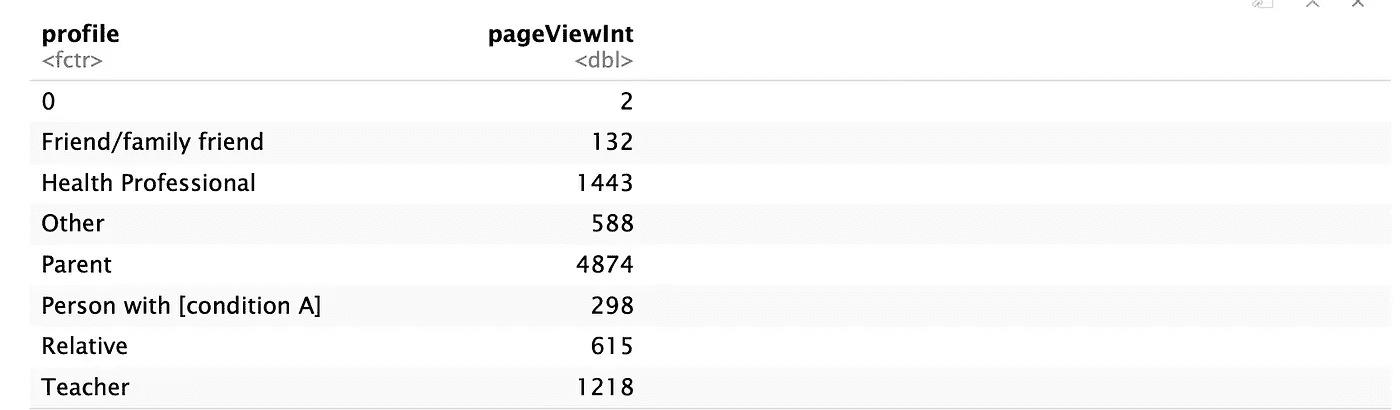 profile pageViewInt
<fctr> <dbl>
0 2
Friend/family friend 132
Health Professional 1443
Other 588
Parent 4874
Person with [condition A] 298
Relative 615
Teacher 1218